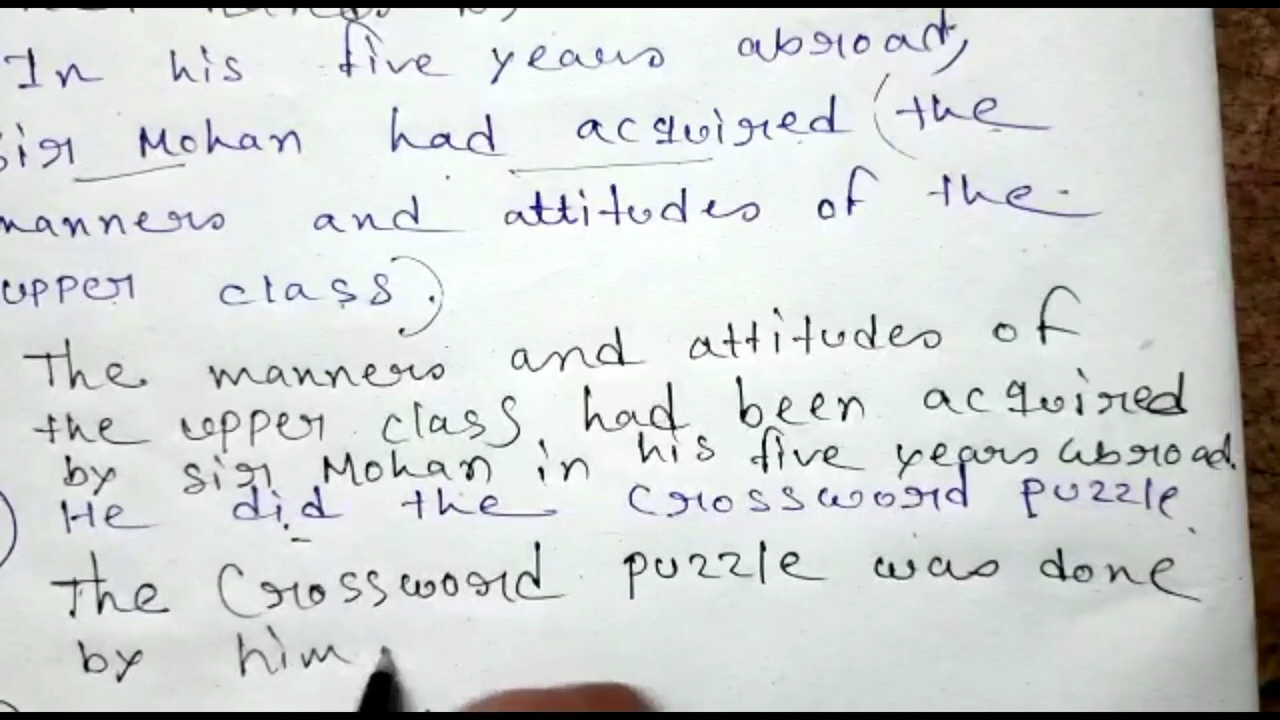 In his five years abroad,
sir Mohan had acquired (the
manners and attitudes of the
upper class).
The manners and attitudes of
the upper class had been acquired
by sir Mohan in his five years abroad.
He did the crossword puzzle.
The Crossword puzzle was done
by him